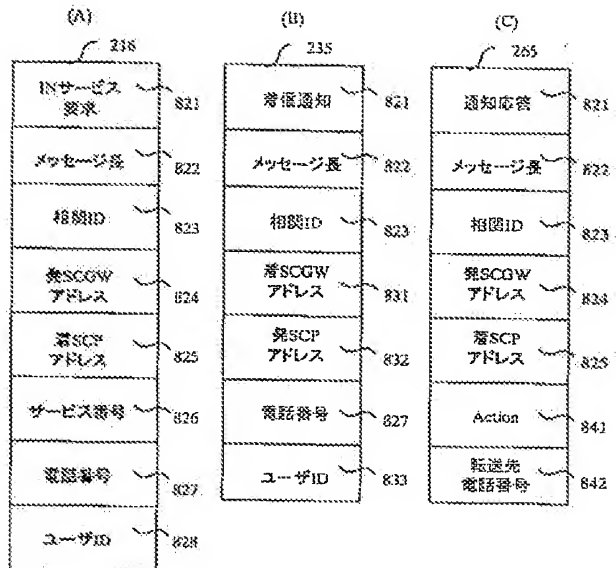 (A)
216
INサービス
要求
821
メッセージ長
822
相関ID
823
発SCGW
アドレス
824
着SCP
アドレス
825
サービス番号
826
電話番号
827
ユーザID
828
(B)
235
着信通知
821
メッセージ長
822
相関ID
823
着SCGW
アドレス
831
発SCP
アドレス
832
電話番号
827
ユーザID
833
(C)
265
通知応答
821
メッセージ長
822
相関ID
823
発SCGW
アドレス
824
着SCP
アドレス
825
Action
841
転送先
電話番号
842